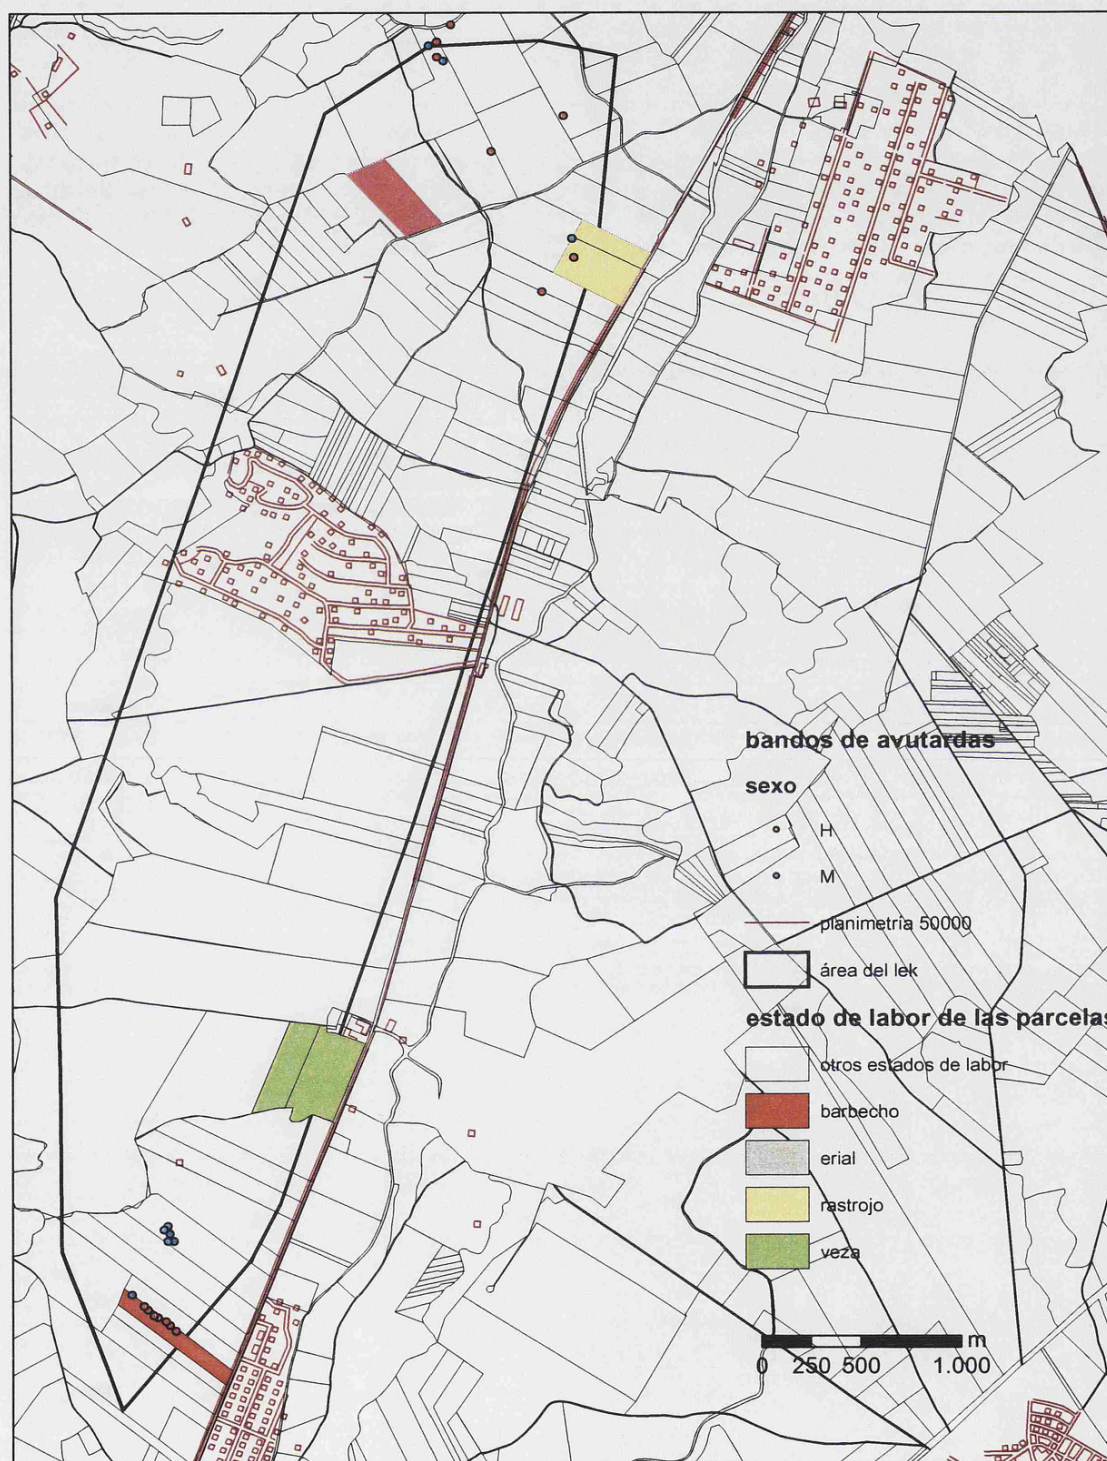 bandos de avutardas
sexo
H
M
planimetría 50000
área del lek
estado de labor de las parcelas
otros estados de labor
barbecho
erial
rastrojo
veza
m
0 250 500 1.000